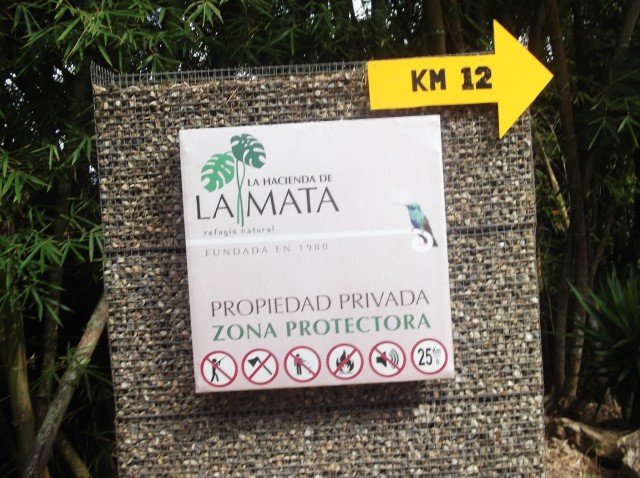 KM 12
LA HACIENDA DE
LA MATA
refugio natural
FUNDADA EN 1980
PROPIEDAD PRIVADA
ZONA PROTECTORA
25 Km h